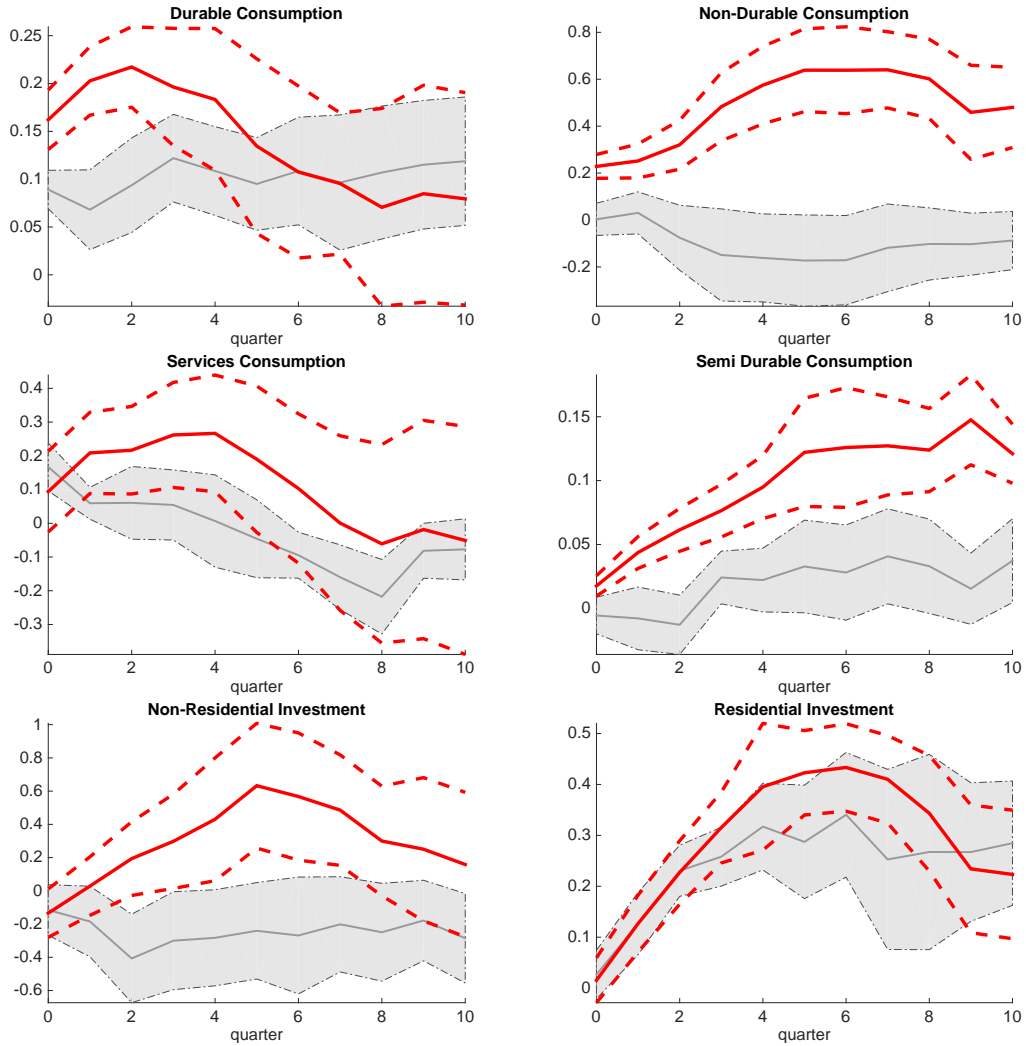 Durable Consumption
0.25
0.2
0.15
0.1
0.05
0
0 2 4 6 8 10
quarter
Non-Durable Consumption
0.8
0.6
0.4
0.2
0
-0.2
0 2 4 6 8 10
quarter
Services Consumption
0.4
0.3
0.2
0.1
0
-0.1
-0.2
-0.3
0 2 4 6 8 10
quarter
Semi Durable Consumption
0.15
0.1
0.05
0
0 2 4 6 8 10
quarter
Non-Residential Investment
1
0.8
0.6
0.4
0.2
0
-0.2
-0.4
-0.6
0 2 4 6 8 10
quarter
Residential Investment
0.5
0.4
0.3
0.2
0.1
0
0 2 4 6 8 10
quarter